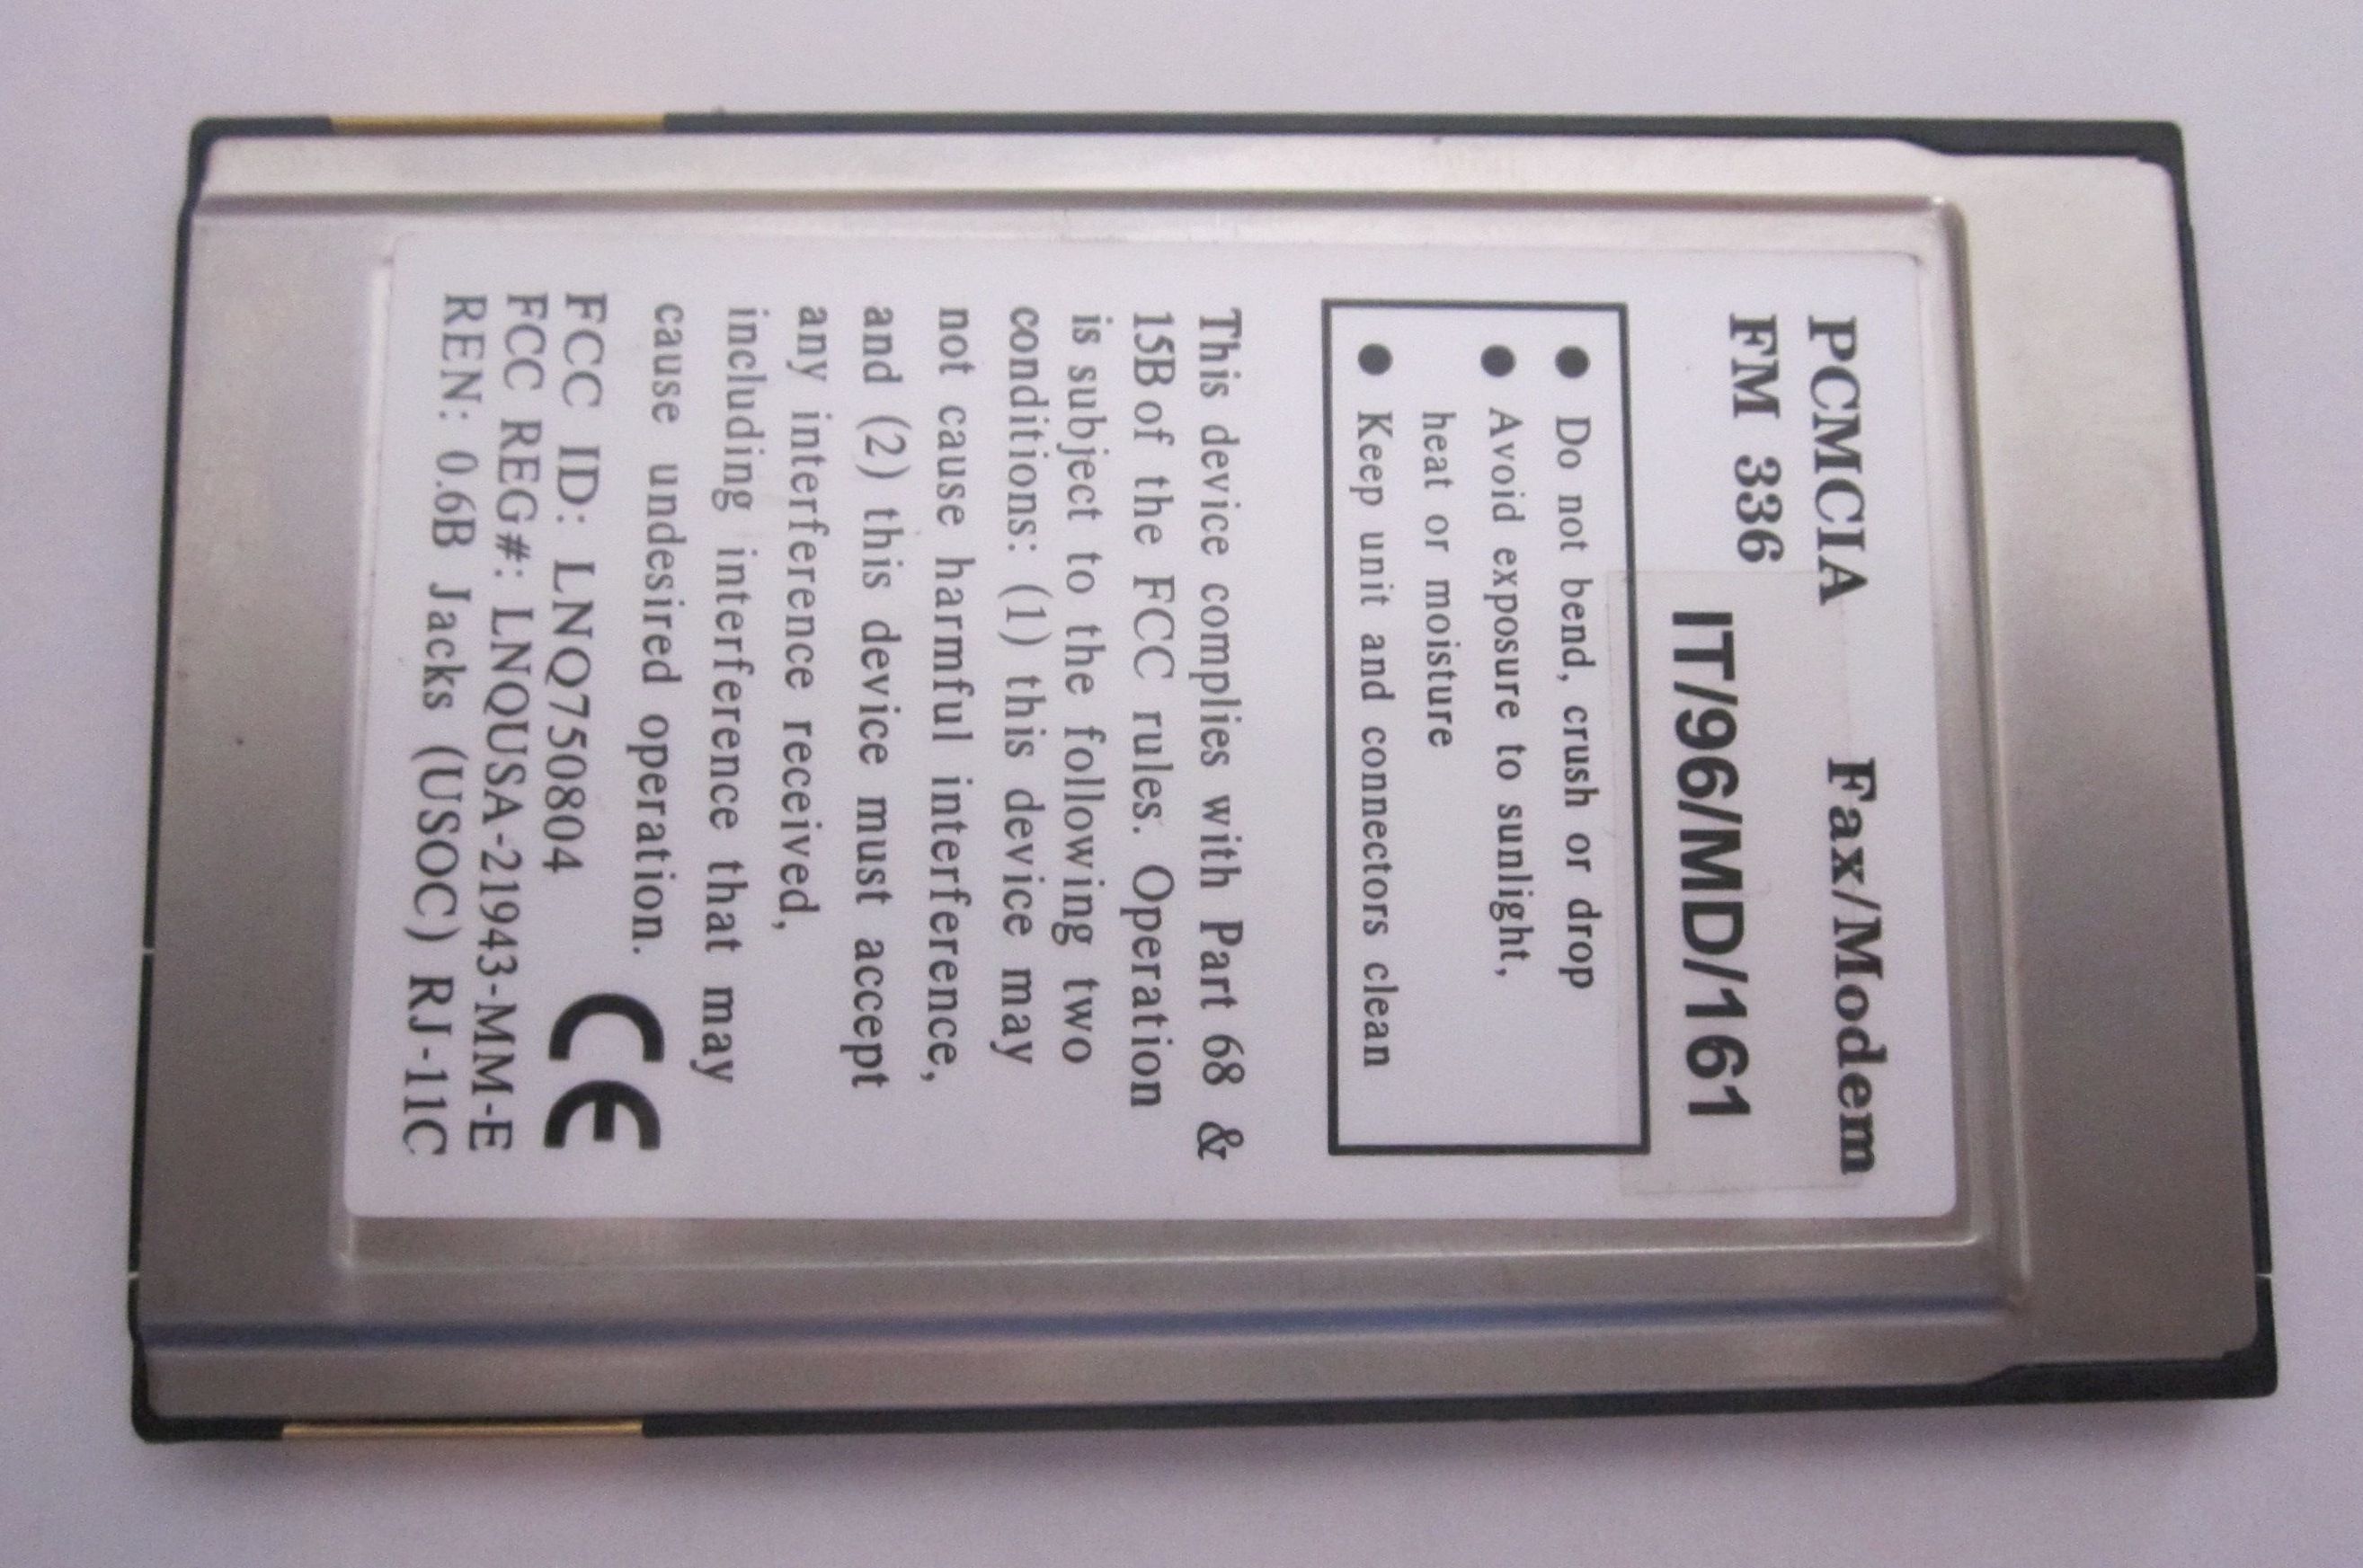 PCMCIA Fax/Modem
FM 336
IT/96/MD/161
● Do not bend, crush or drop
● Avoid exposure to sunlight,
heat or moisture
● Keep unit and connectors clean
This device complies with Part 68 &
15B of the FCC rules. Operation
is subject to the following two
conditions: (1) this device may
not cause harmful interference,
and (2) this device must accept
any interference received,
including interference that may
cause undesired operation.
FCC ID: LNQ750804
FCC REG#: LNQUSA-21943-MM-E
REN: 0.6B Jacks (USOC) RJ-11C
CE